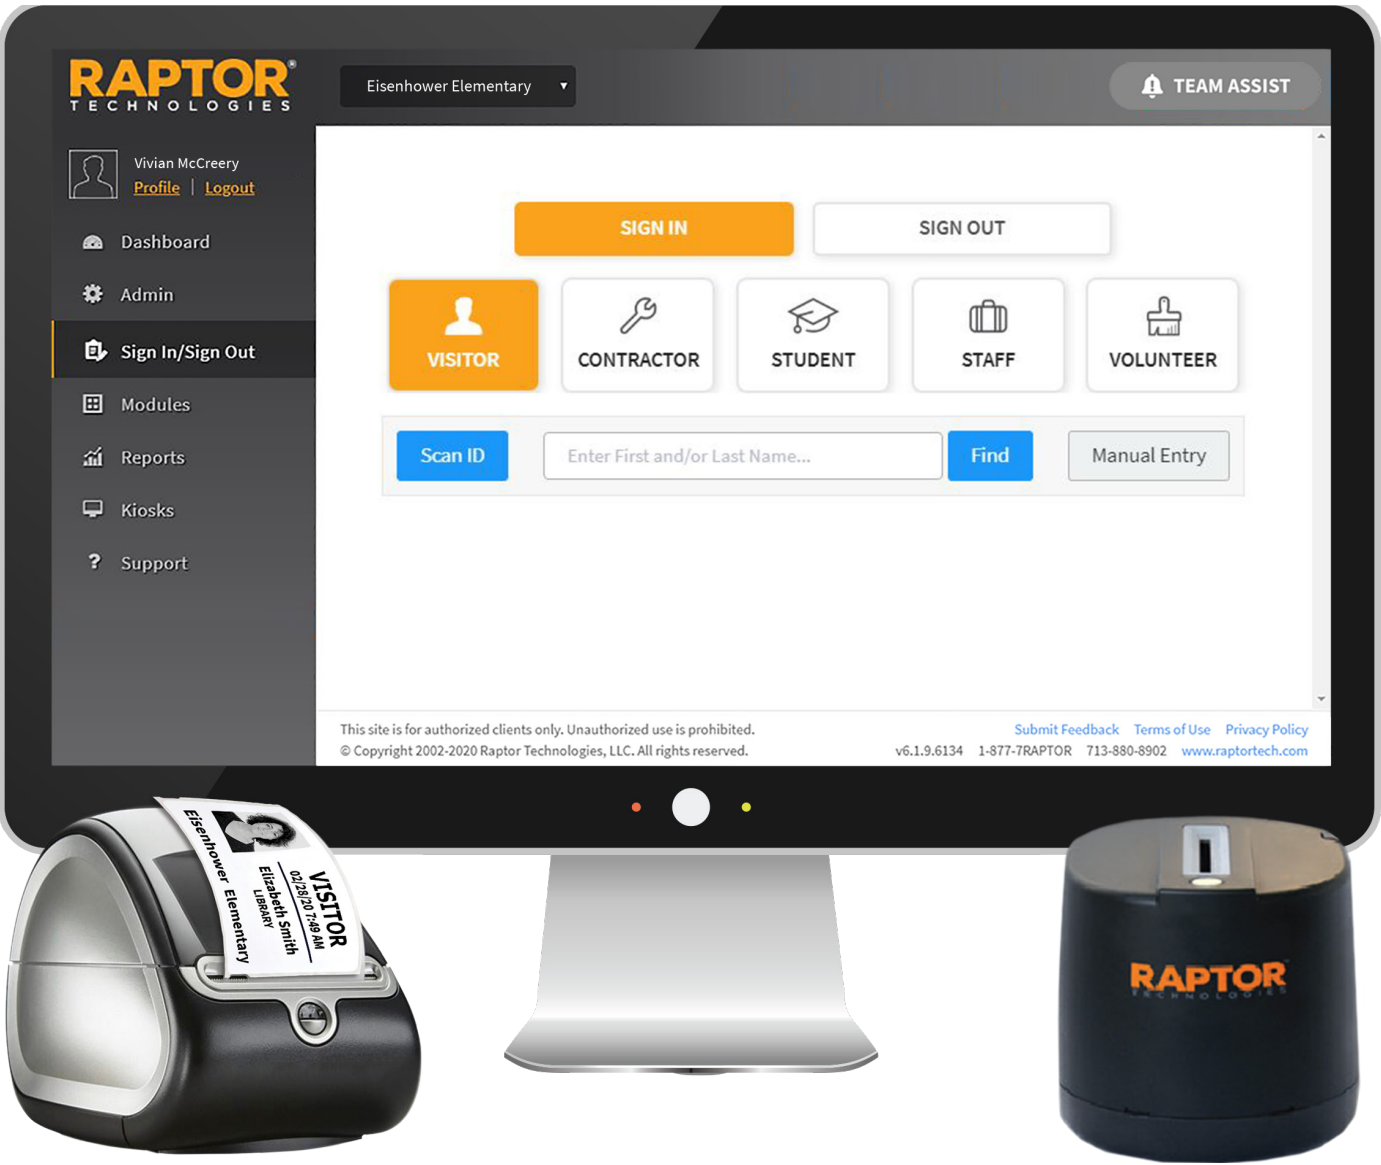 RAPTOR®
TECHNOLOGIES
Eisenhower Elementary
TEAM ASSIST
Vivian McCreery
Profile | Logout
Dashboard
Admin
Sign In/Sign Out
Modules
Reports
Kiosks
? Support
SIGN IN
SIGN OUT
VISITOR
CONTRACTOR
STUDENT
STAFF
VOLUNTEER
Scan ID
Enter First and/or Last Name...
Find
Manual Entry
This site is for authorized clients only. Unauthorized use is prohibited.
© Copyright 2002-2020 Raptor Technologies, LLC. All rights reserved.
Submit Feedback Terms of Use Privacy Policy
v6.1.9.6134 1-877-7RAPTOR 713-880-8902 www.raptortech.com
Eisenhower Elementary
VISITOR
02/28/20 7:49 AM
Elizabeth Smith
LIBRARY
RAPTOR
TECHNOLOGIES